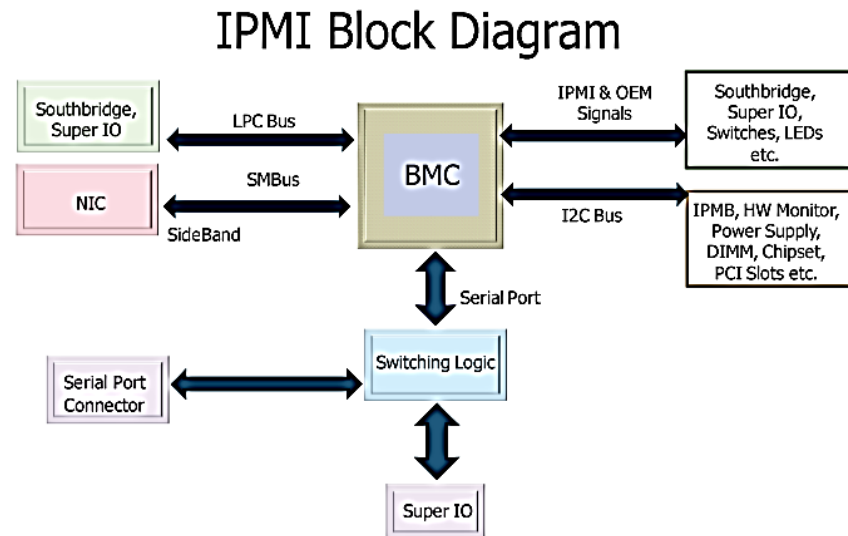 IPMI Block Diagram
Southbridge,
Super IO
LPC Bus
BMC
IPMI & OEM
Signals
Southbridge,
Super IO,
Switches, LEDs
etc.
NIC
SMBus
SideBand
I2C Bus
IPMB, HW Monitor,
Power Supply,
DIMM, Chipset,
PCI Slots etc.
Serial Port
Switching Logic
Serial Port
Connector
Super IO